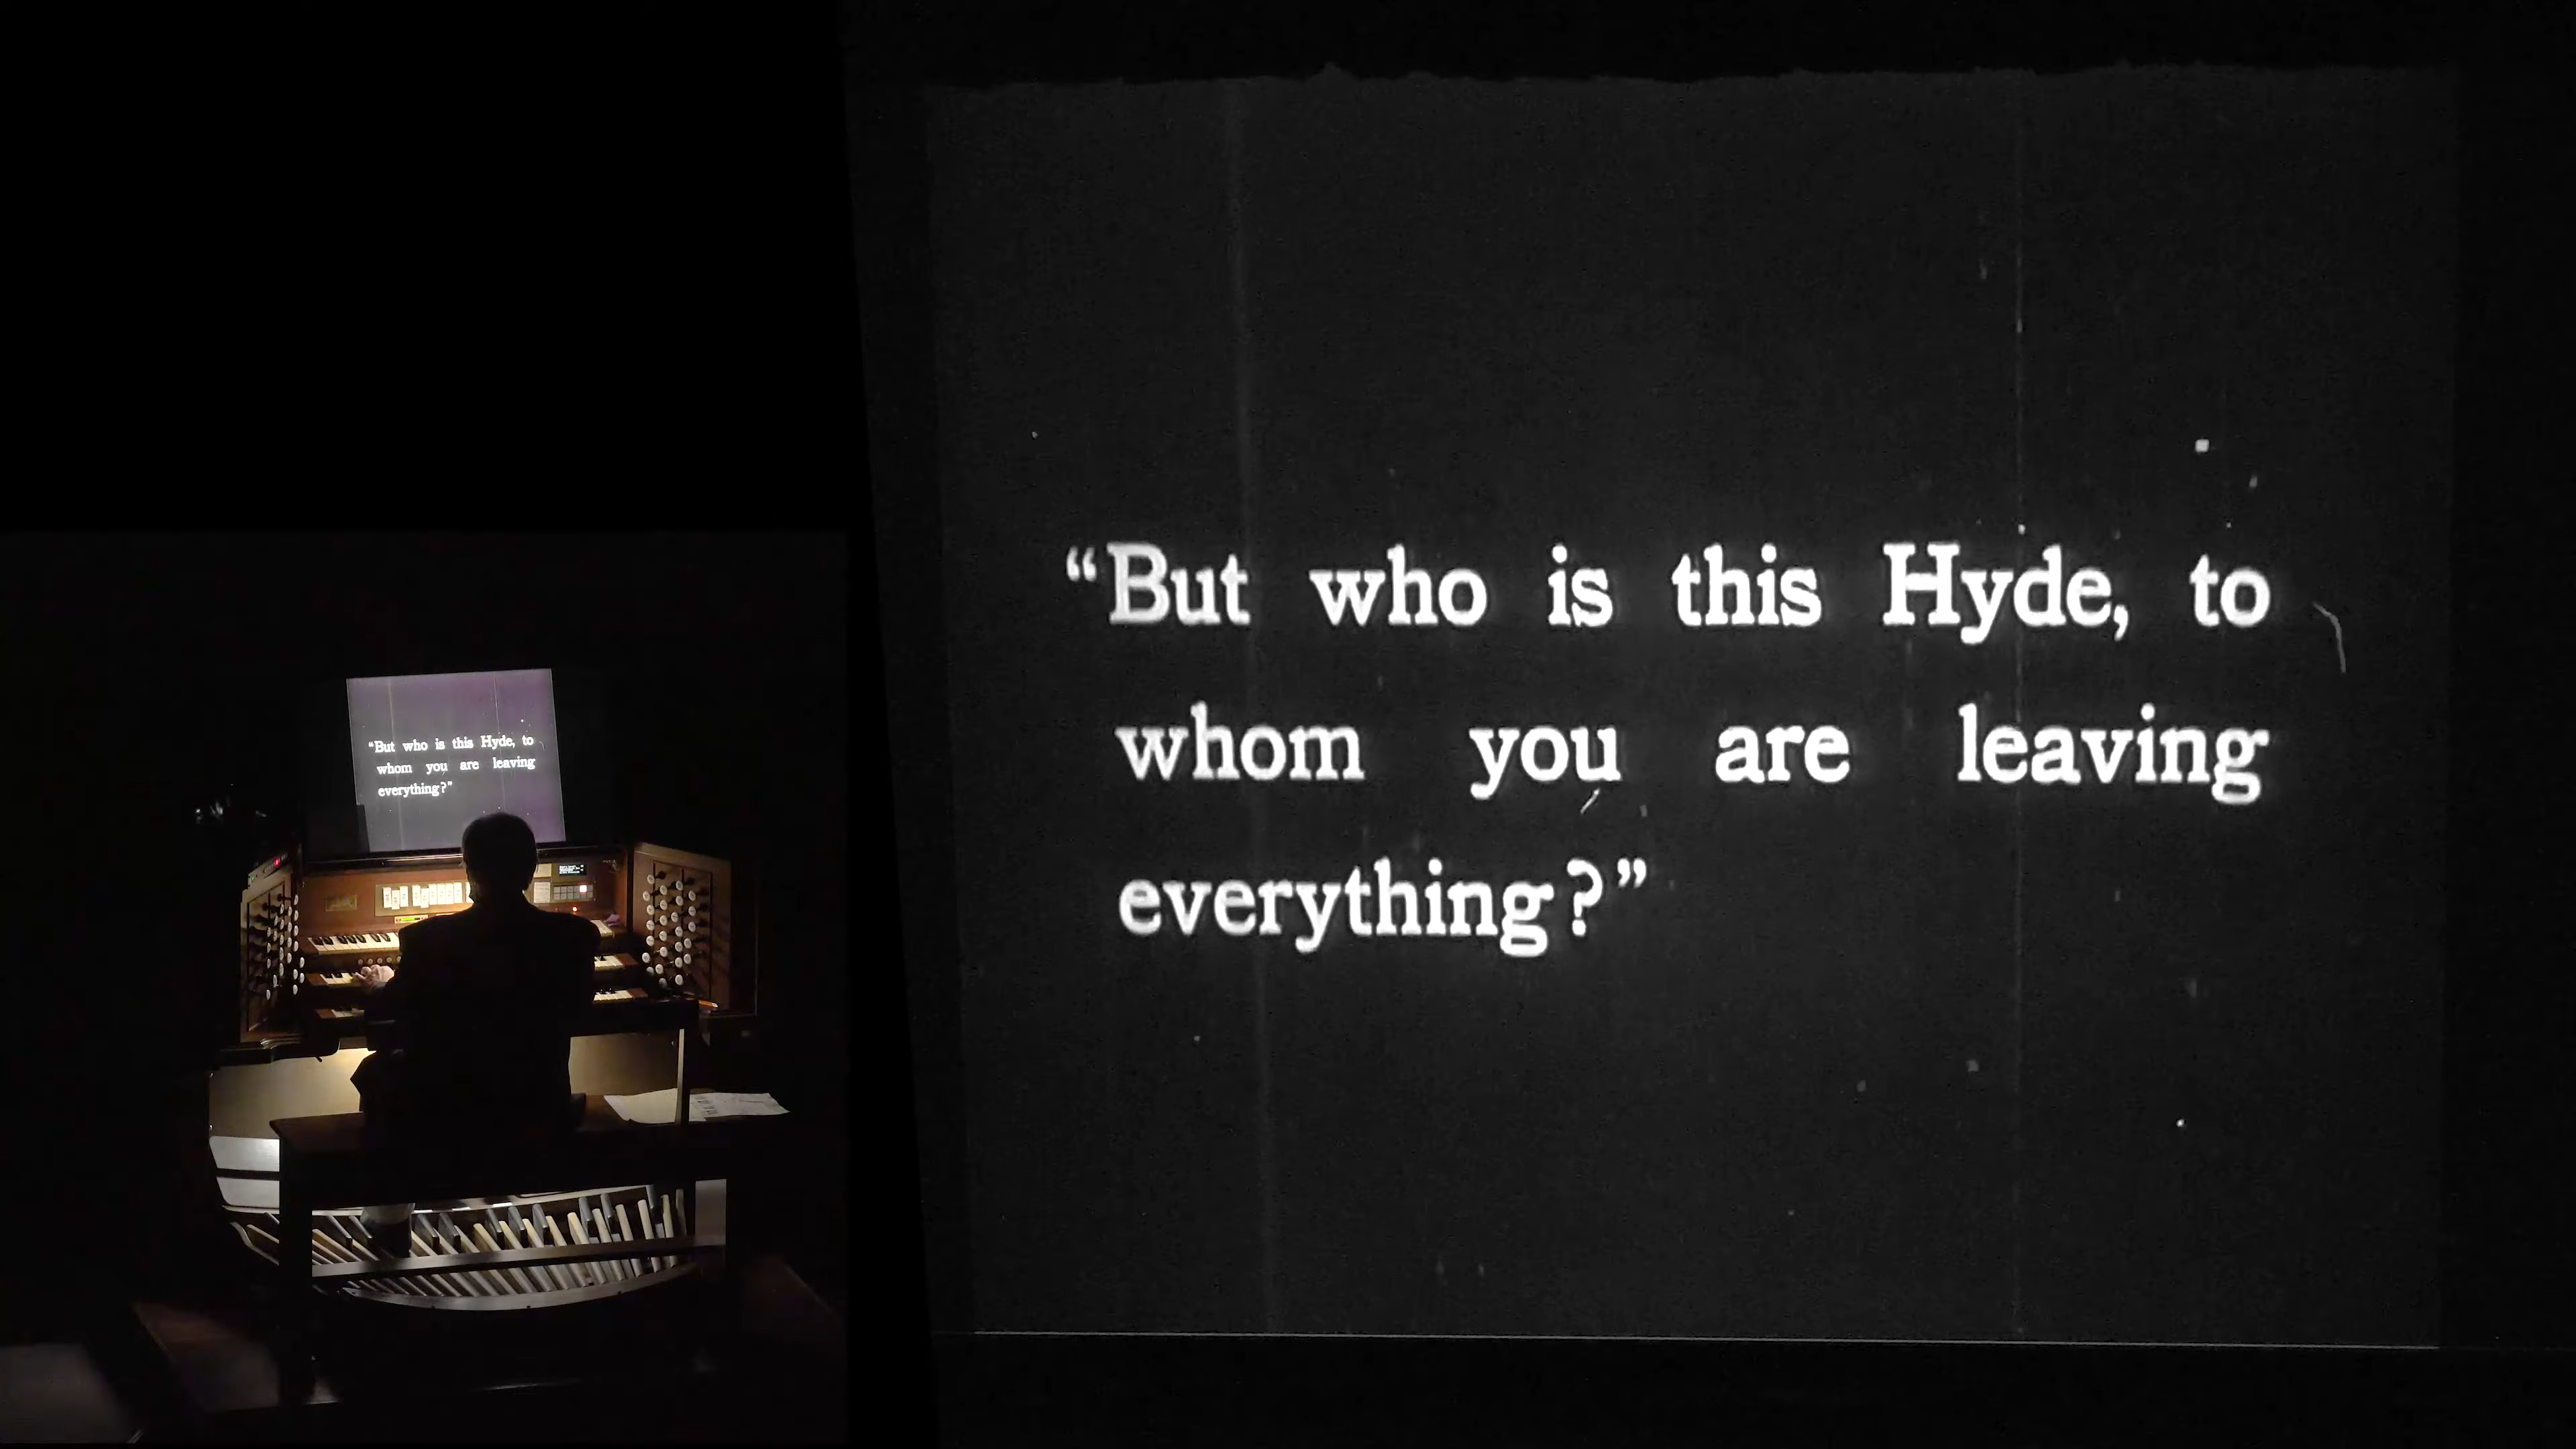 “But who is this Hyde, to
whom you are leaving
everything?”
“But who is this Hyde, to
whom you are leaving
everything?”